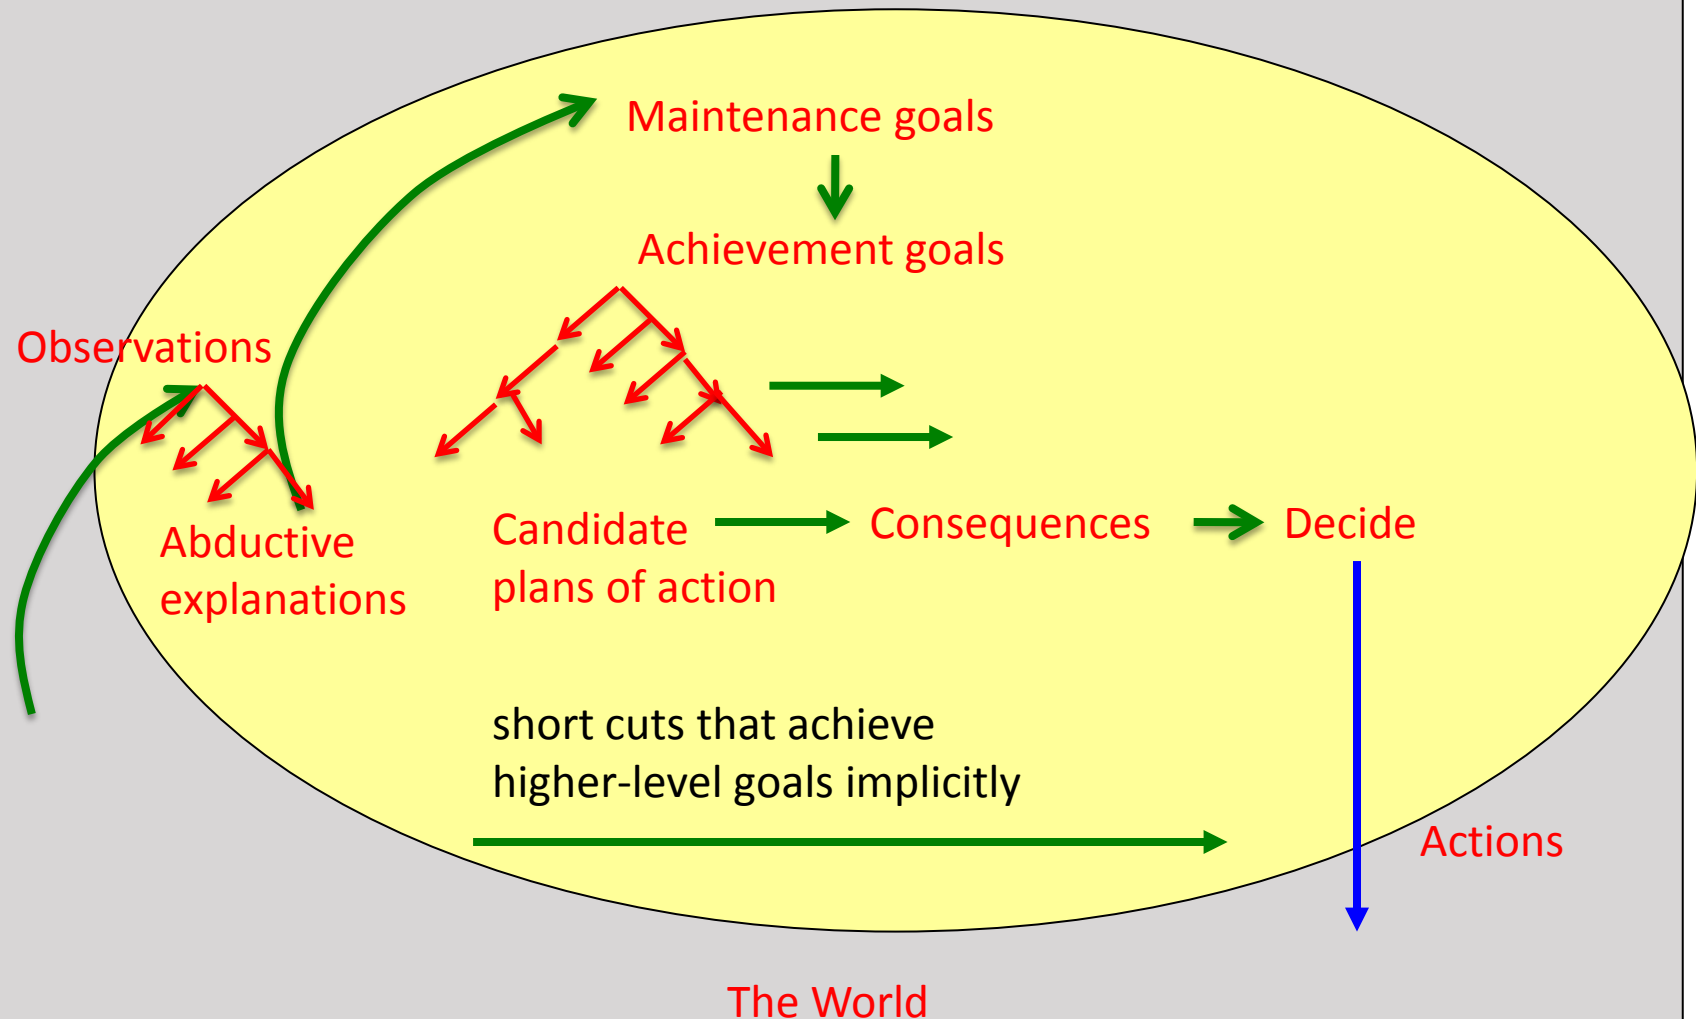 Maintenance goals
Achievement goals
Observations
Abductive
explanations
Candidate
plans of action
Consequences
Decide
short cuts that achieve
higher-level goals implicitly
Actions
The World